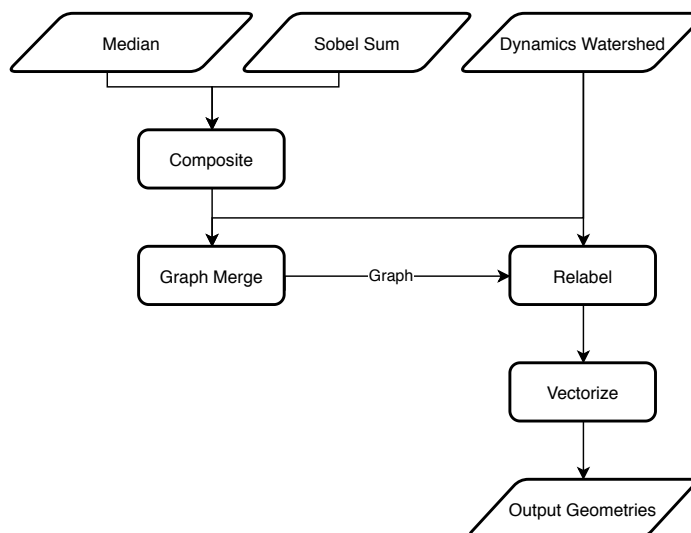 Median
Sobel Sum
Dynamics Watershed
Composite
Graph Merge
Graph
Relabel
Vectorize
Output Geometries